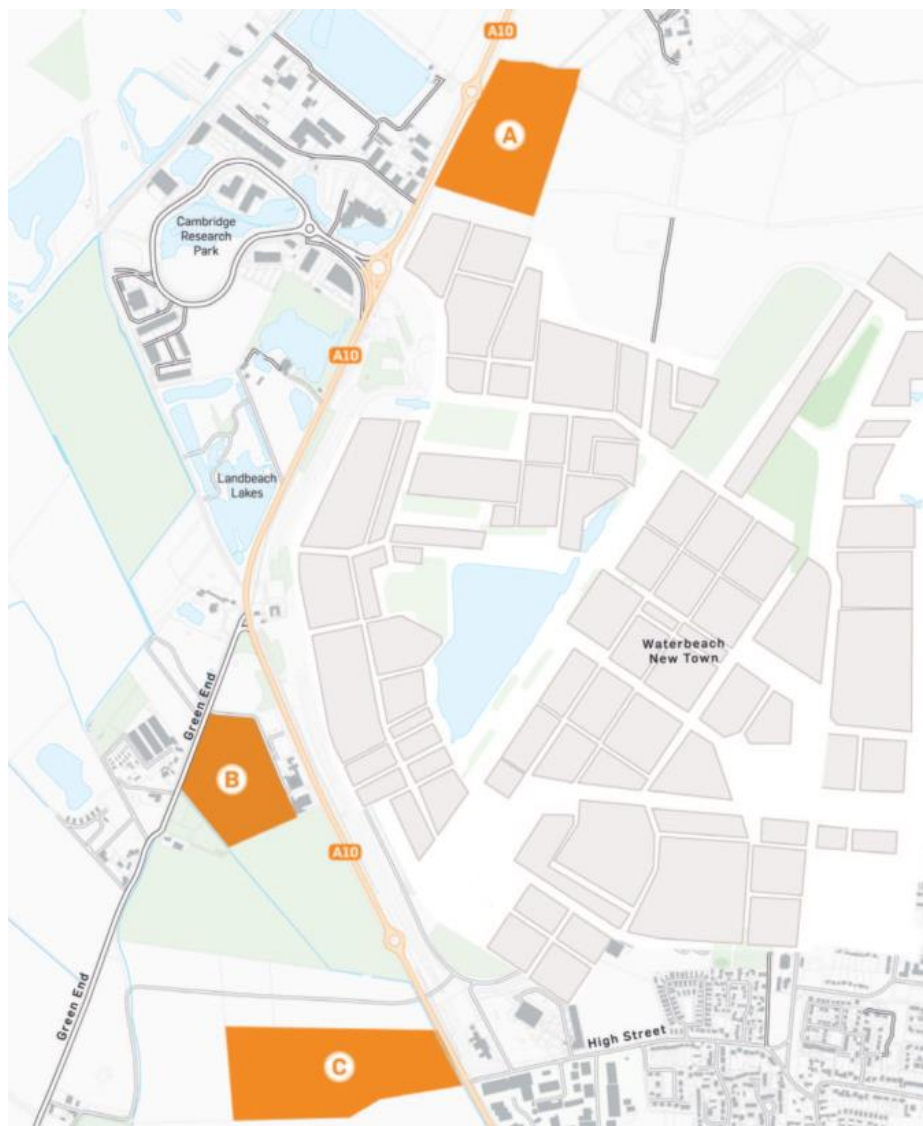 A10
A
Cambridge
Research
Park
A10
Landbeach
Lakes
Waterbeach
New Town
Green End
B
A10
Green End
High Street
C